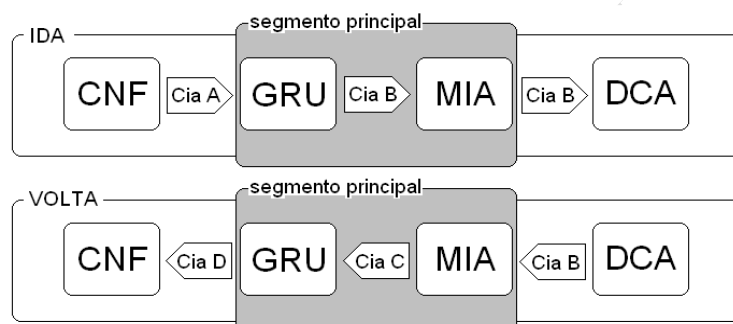 segmento principal
IDA
CNF Cia A GRU Cia B MIA Cia B DCA
segmento principal
VOLTA
CNF Cia D GRU Cia C MIA Cia B DCA